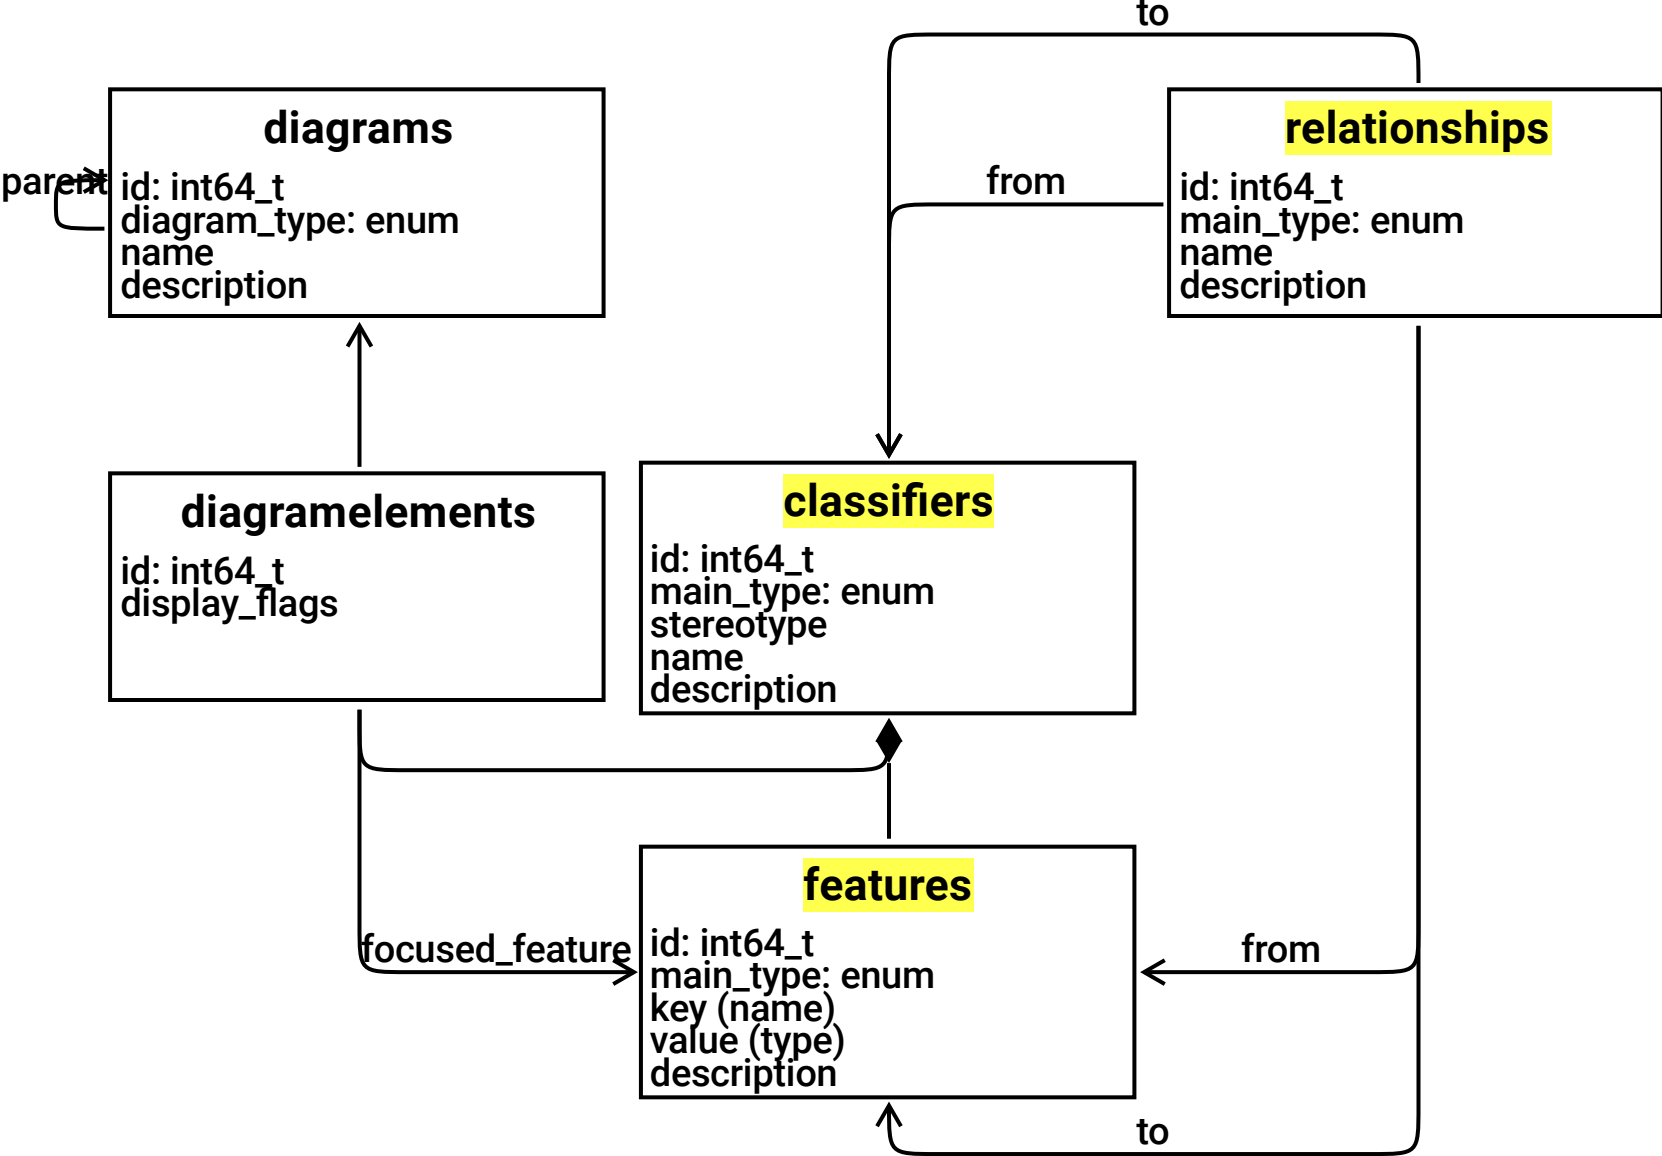 to
diagrams
parent
id: int64_t
diagram_type: enum
name
description
relationships
id: int64_t
main_type: enum
name
description
from
diagramelements
id: int64_t
display_flags
classifiers
id: int64_t
main_type: enum
stereotype
name
description
features
id: int64_t
main_type: enum
key (name)
value (type)
description
focused_feature
from
to